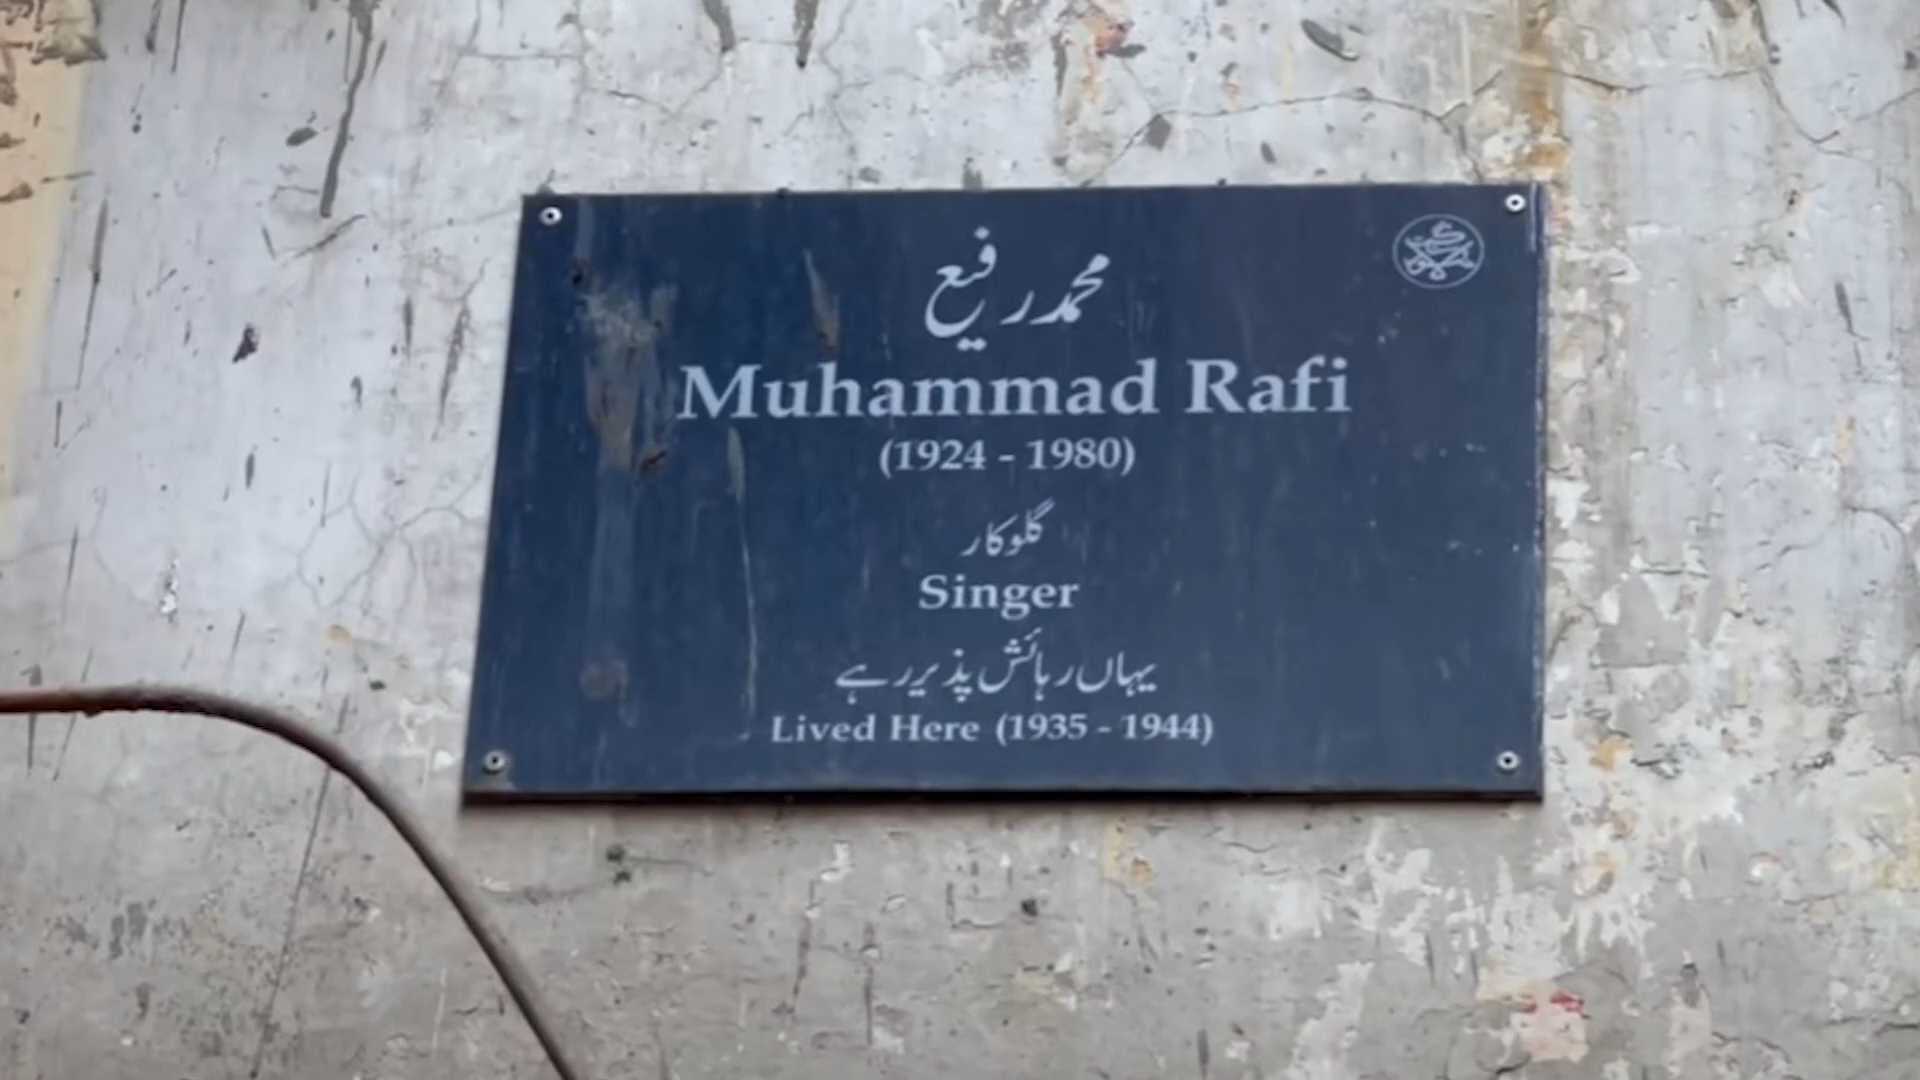 محمد رفیع
Muhammad Rafi
(1924 - 1980)
گلوکار
Singer
یہاں رہائش پذیر رہے
Lived Here (1935 - 1944)